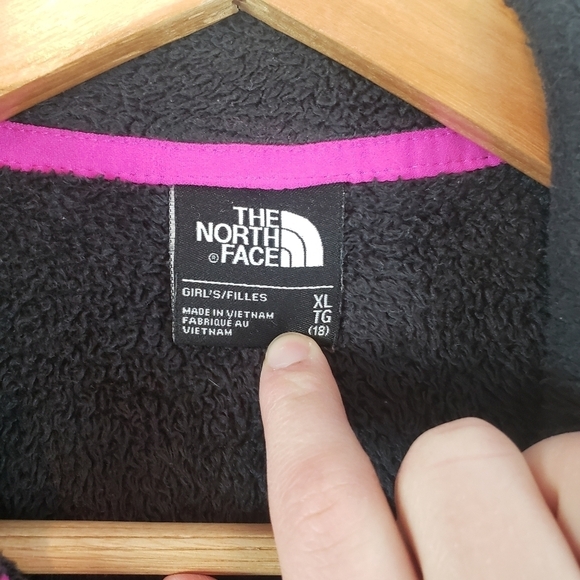 THE
NORTH
® FACE
GIRL'S/FILLES XL
MADE IN VIETNAM TG
FABRIQUÉ AU
VIETNAM (18)